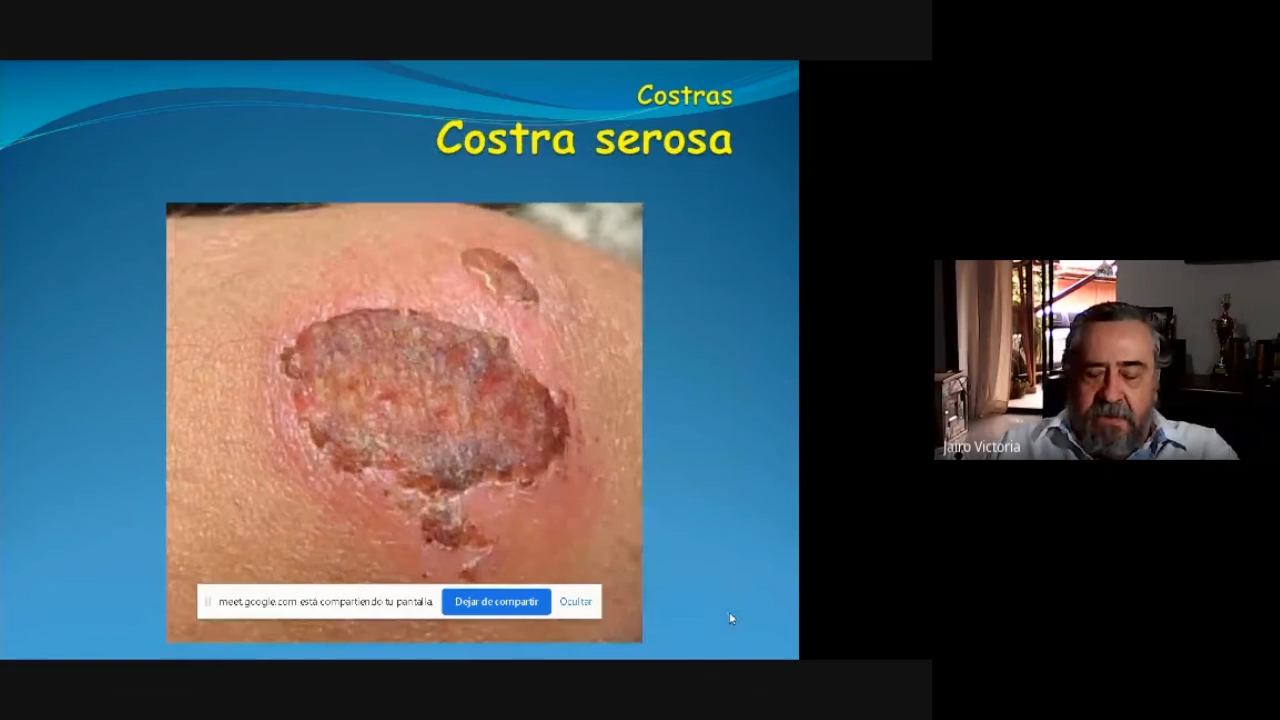 Costras
Costra serosa
meet.google.com está compartiendo tu pantalla.
Dejar de compartir
Ocultar
Jairo Victoria